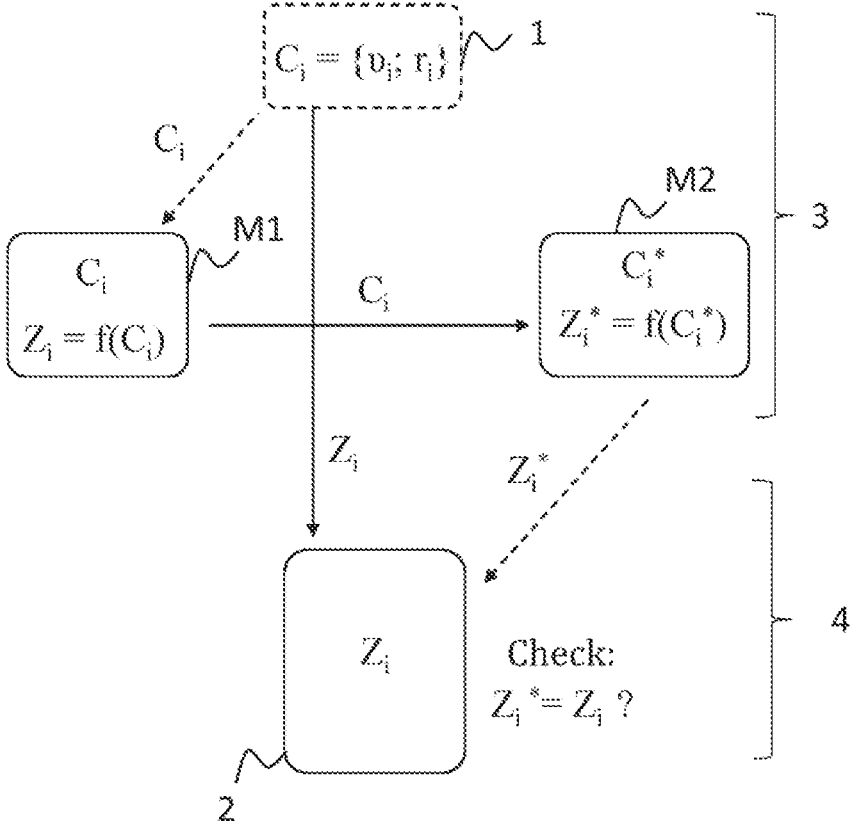 1
Cᵢ = {υᵢ; rᵢ}
Cᵢ
M2
3
M1
Cᵢ
Zᵢ = f(Cᵢ)
Cᵢ
Cᵢ*
Zᵢ* = f(Cᵢ*)
Zᵢ
Zᵢ*
4
Zᵢ
Check:
Zᵢ *= Zᵢ ?
2